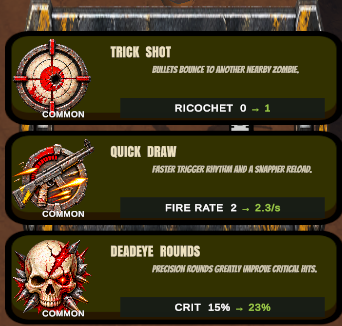 TRICK SHOT
BULLETS BOUNCE TO ANOTHER NEARBY ZOMBIE.
RICOCHET 0 → 1
COMMON
QUICK DRAW
FASTER TRIGGER RHYTHM AND A SNAPPIER RELOAD.
FIRE RATE 2 → 2.3/s
COMMON
DEADEYE ROUNDS
PRECISION ROUNDS GREATLY IMPROVE CRITICAL HITS.
CRIT 15% → 23%
COMMON